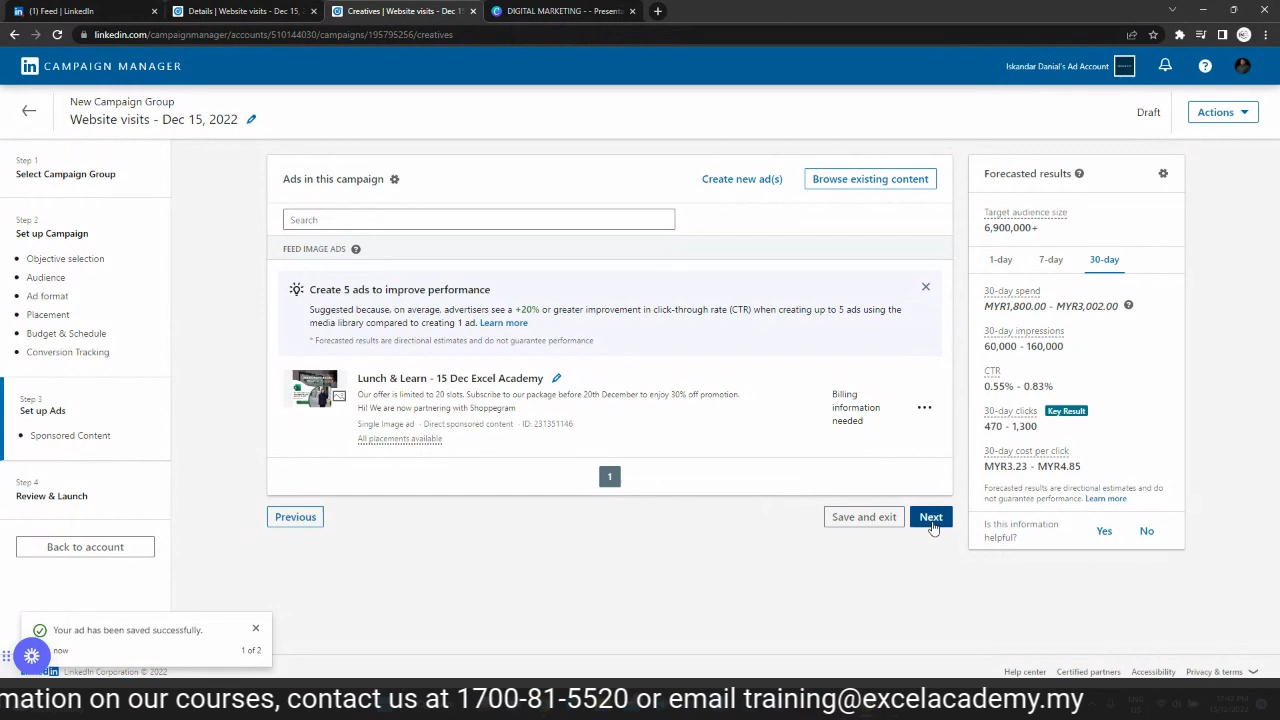 (1) Feed | LinkedIn
Details | Website visits - Dec 15,
Creatives | Website visits - Dec 1
DIGITAL MARKETING - - Presenta
linkedin.com/campaignmanager/accounts/510144030/campaigns/195795256/creatives
in CAMPAIGN MANAGER
Iskandar Danial's Ad Account
New Campaign Group
Website visits - Dec 15, 2022
Draft
Actions
Step 1
Select Campaign Group
Step 2
Set up Campaign
Objective selection
Audience
Ad format
Placement
Budget & Schedule
Conversion Tracking
Step 3
Set up Ads
Sponsored Content
Step 4
Review & Launch
Back to account
Ads in this campaign
Create new ad(s)
Browse existing content
Search
FEED IMAGE ADS
Create 5 ads to improve performance
Suggested because, on average, advertisers see a +20% or greater improvement in click-through rate (CTR) when creating up to 5 ads using the
media library compared to creating 1 ad. Learn more
* Forecasted results are directional estimates and do not guarantee performance
Lunch & Learn - 15 Dec Excel Academy
Our offer is limited to 20 slots. Subscribe to our package before 20th December to enjoy 30% off promotion.
Hi! We are now partnering with Shoppegram
Single Image ad - Direct sponsored content - ID: 231351146
All placements available
Billing
information
needed
1
Previous
Save and exit
Next
Forecasted results
Target audience size
6,900,000+
1-day
7-day
30-day
30-day spend
MYR1,800.00 - MYR3,002.00
30-day impressions
60,000 - 160,000
CTR
0.55% - 0.83%
30-day clicks Key Result
470 - 1,300
30-day cost per click
MYR3.23 - MYR4.85
Forecasted results are directional estimates and do
not guarantee performance. Learn more
Is this information
helpful?
Yes
No
Your ad has been saved successfully.
now
1 of 2
LinkedIn Corporation © 2022
Help center
Certified partners
Accessibility
Privacy & terms
mation on our courses, contact us at 1700-81-5520 or email training@excelacademy.my